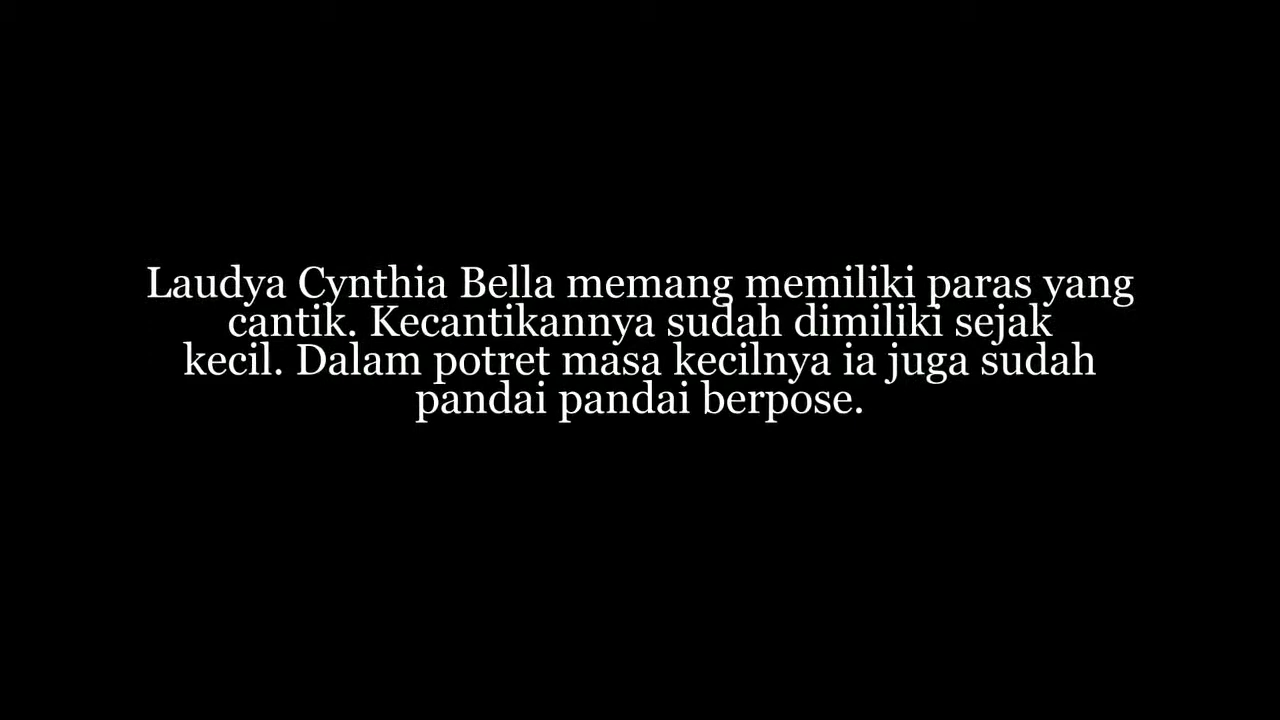 Laudya Cynthia Bella memang memiliki paras yang
cantik. Kecantikannya sudah dimiliki sejak
kecil. Dalam potret masa kecilnya ia juga sudah
pandai pandai berpose.